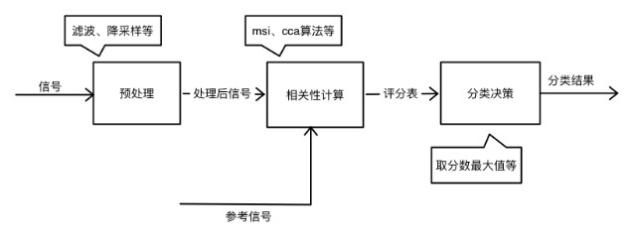 滤波、降采样等
msi、cca算法等
信号
预处理
处理后信号
相关性计算
评分表
分类决策
分类结果
取分数最大值等
参考信号